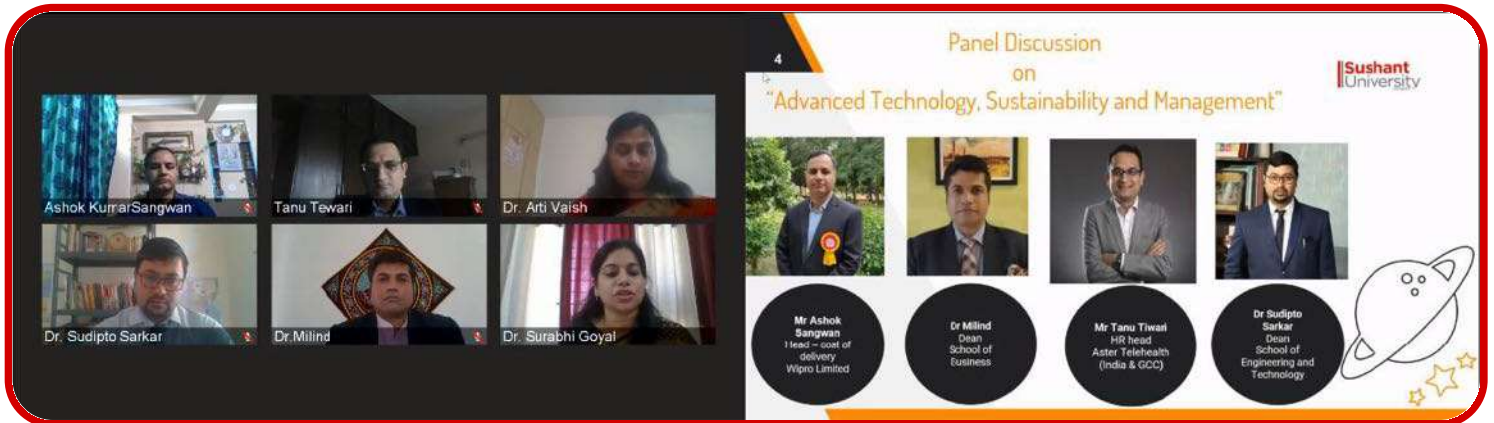 Ashok KumarSangwan
Tanu Tewari
Dr. Arti Vaish
Dr. Sudipto Sarkar
Dr.Milind
Dr. Surabhi Goyal
4
Panel Discussion
on
“Advanced Technology, Sustainability and Management”
Sushant
University
Mr Ashok
Sangwan
Head – cost of
delivery
Wipro Limited
Dr Milind
Dean
School of
Business
Mr Tanu Tiwari
HR head
Aster Telehealth
(India & GCC)
Dr Sudipto
Sarkar
Dean
School of
Engineering and
Technology